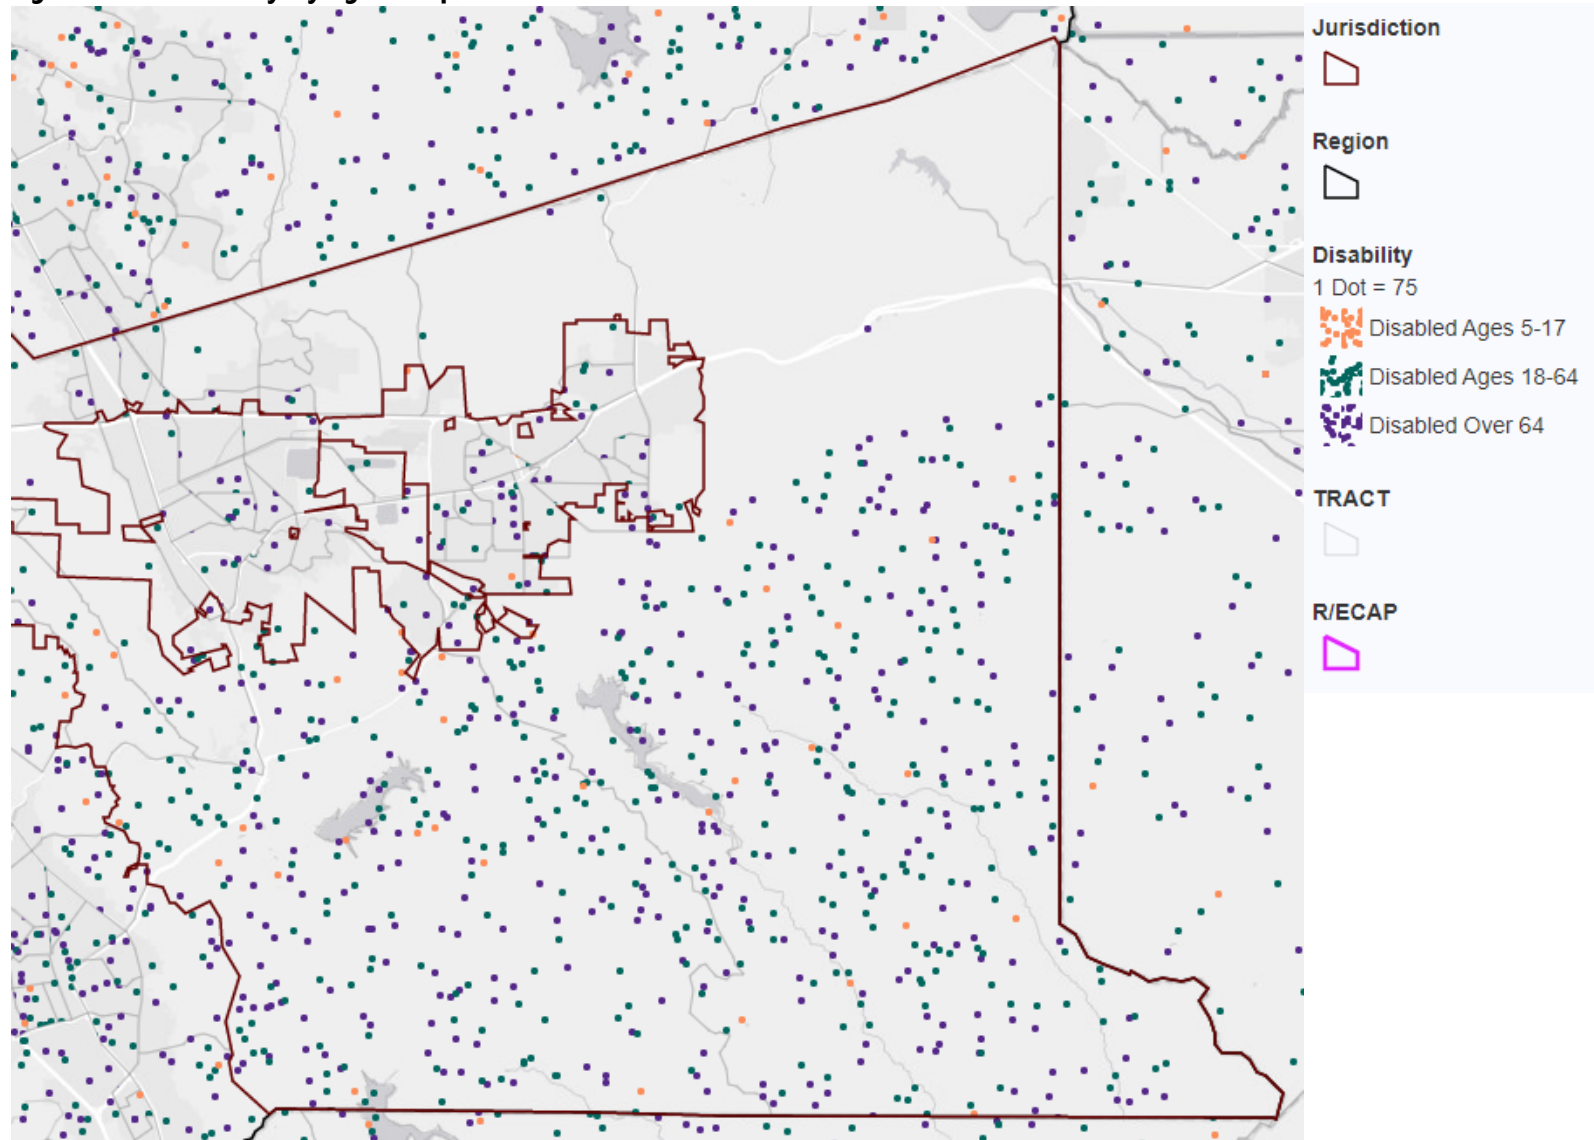 Jurisdiction
Region
Disability
1 Dot = 75
Disabled Ages 5-17
Disabled Ages 18-64
Disabled Over 64
TRACT
R/ECAP